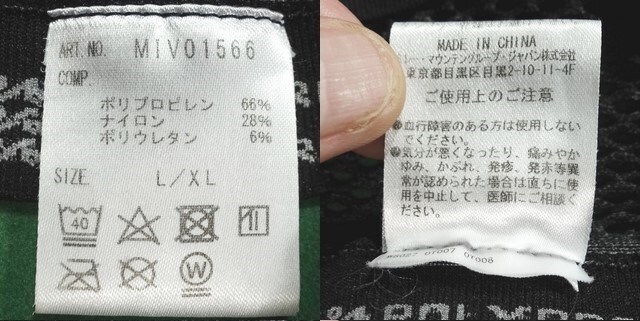 ART.NO. MIV01566
COMP.
ポリプロピレン 66%
ナイロン 28%
ポリウレタン 6%
SIZE L/XL
40
W
MADE IN CHINA
リー・マウンテングループ・ジャパン株式会社
東京都目黒区目黒2-10-11-4F
ご使用上のご注意
●血行障害のある方は使用しない
でください。
●気分が悪くなったり、痛みやか
ゆみ、かぶれ、発疹、発赤等異
常が認められた場合は直ちに使
用を中止して、医師にご相談く
ださい。
0T007 0T008